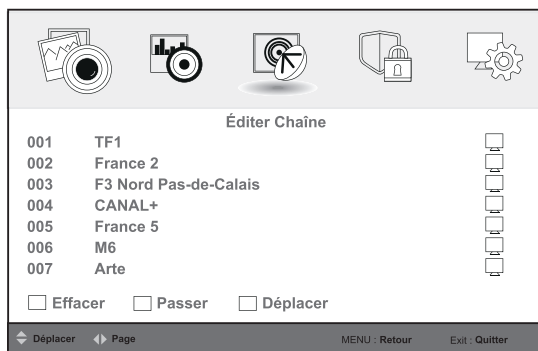 Éditer Chaîne
001 TF1
002 France 2
003 F3 Nord Pas-de-Calais
004 CANAL+
005 France 5
006 M6
007 Arte
Effacer Passer Déplacer
Déplacer Page MENU : Retour Exit : Quitter